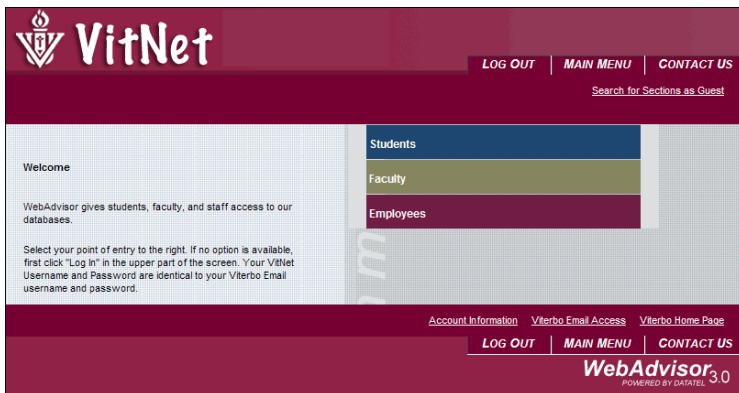 VitNet
LOG OUT MAIN MENU CONTACT US
Search for Sections as Guest
Students
Welcome
Faculty
WebAdvisor gives students, faculty, and staff access to our
databases.
Employees
Select your point of entry to the right. If no option is available,
first click "Log In" in the upper part of the screen. Your VitNet
Username and Password are identical to your Viterbo Email
username and password.
Account Information Viterbo Email Access Viterbo Home Page
LOG OUT MAIN MENU CONTACT US
WebAdvisor 3.0
POWERED BY DATATEL